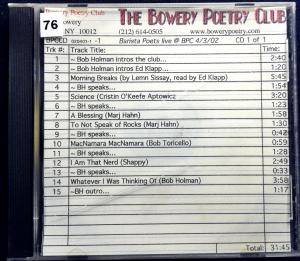 Bowery Poetry Club THE BOWERY POETRY CLUB
76 owery
NY 10012 (212) 614-0505 www.bowerypoetry.com
BPCCD -1 Barista Poets live @ BPC 4/3/02 CD 1 of 1
Trk #: Track Title: Time:
1 ~ Bob Holman intros the club... 2:40
2 ~ Bob Holman intros Ed Klapp... 1:20
3 Morning Breaks (by Lemn Sissay, read by Ed Klapp) 5:45
4 ~ BH speaks... 1:54
5 Science (Cristin O'Keefe Aptowicz 3:20
6 ~ BH speaks...
7 A Blessing (Marj Hahn) 1:58
8 To Not Speak of Rocks (Marj Hahn) 1:30
9 ~ BH speaks... 0:42
10 MacNamara MacNamara (Bob Toricello) 0:59
11 ~ BH speaks... 1:28
12 I Am That Nerd (Shappy) 2:49
13 ~ BH speaks... 0:33
14 Whatever I Was Thinking Of (Bob Holman) 3:58
15 ~BH outro... 1:17
Total: 31:45